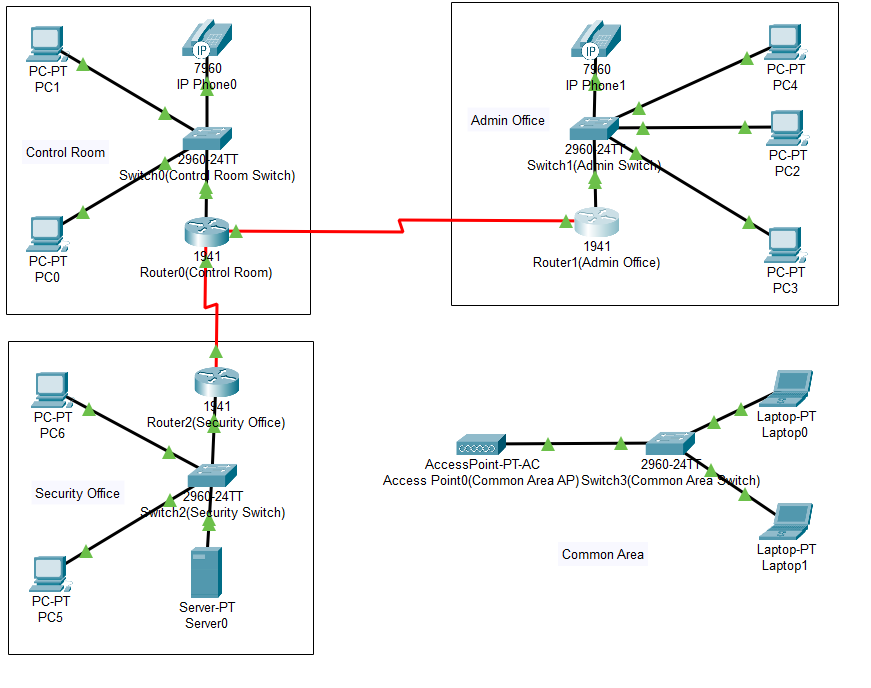 PC-PT
PC1
IP
7960
IP Phone0
Control Room
2960-24TT
Switch0(Control Room Switch)
PC-PT
PC0
1941
Router0(Control Room)
IP
7960
IP Phone1
PC-PT
PC4
Admin Office
2960-24TT
Switch1(Admin Switch)
PC-PT
PC2
1941
Router1(Admin Office)
PC-PT
PC3
1941
Router2(Security Office)
PC-PT
PC6
Security Office
2960-24TT
Switch2(Security Switch)
PC-PT
PC5
Server-PT
Server0
AccessPoint-PT-AC
Access Point0(Common Area AP)
2960-24TT
Switch3(Common Area Switch)
Laptop-PT
Laptop0
Laptop-PT
Laptop1
Common Area